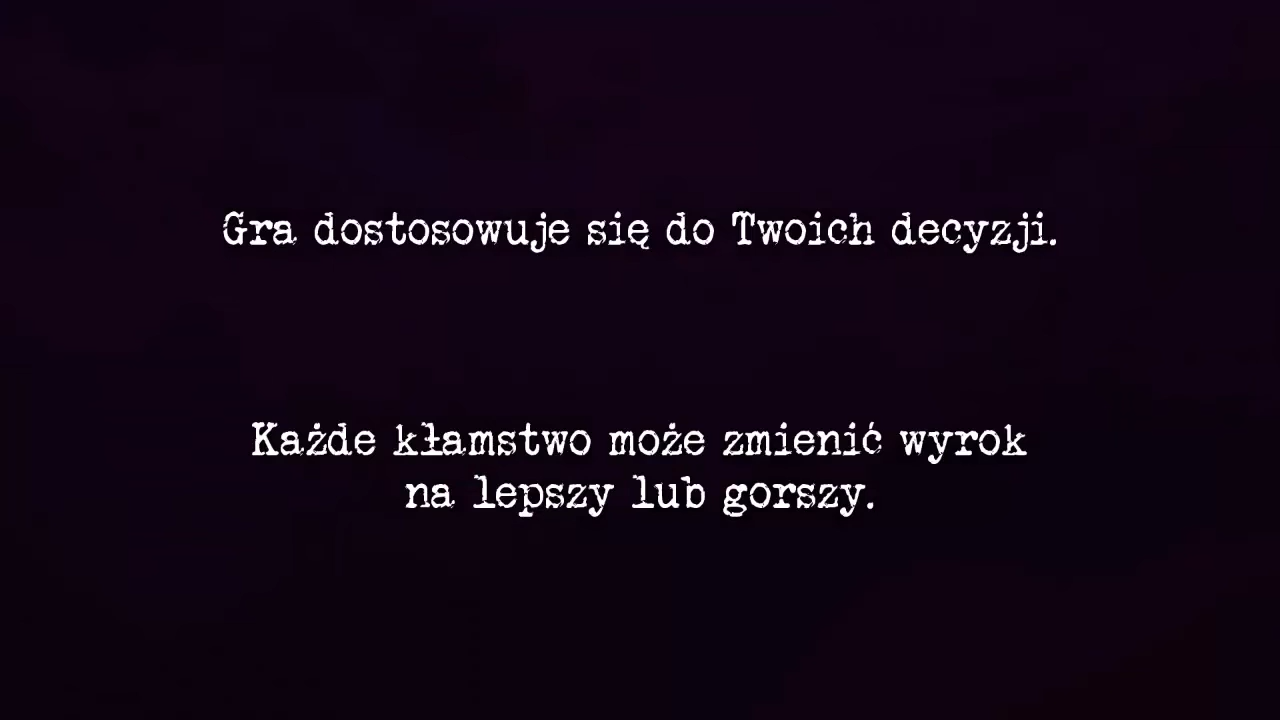 Gra dostosowuje się do Twoich decyzji.
Każde kłamstwo może zmienić wyrok
na lepszy lub gorszy.